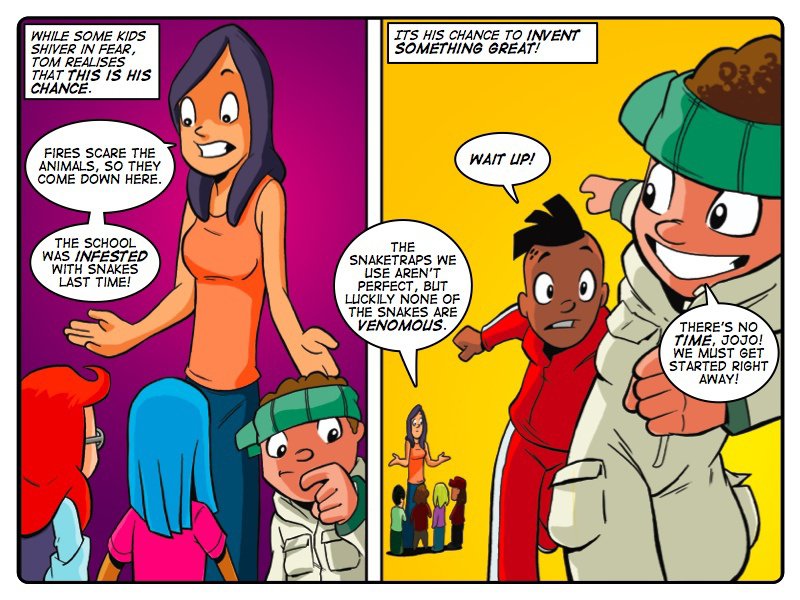 WHILE SOME KIDS
SHIVER IN FEAR,
TOM REALISES
THAT THIS IS HIS
CHANCE.
FIRES SCARE THE
ANIMALS, SO THEY
COME DOWN HERE.
THE SCHOOL
WAS INFESTED
WITH SNAKES
LAST TIME!
ITS HIS CHANCE TO INVENT
SOMETHING GREAT!
WAIT UP!
THE
SNAKETRAPS WE
USE AREN'T
PERFECT, BUT
LUCKILY NONE OF
THE SNAKES ARE
VENOMOUS.
THERE'S NO
TIME, JOJO!
WE MUST GET
STARTED RIGHT
AWAY!